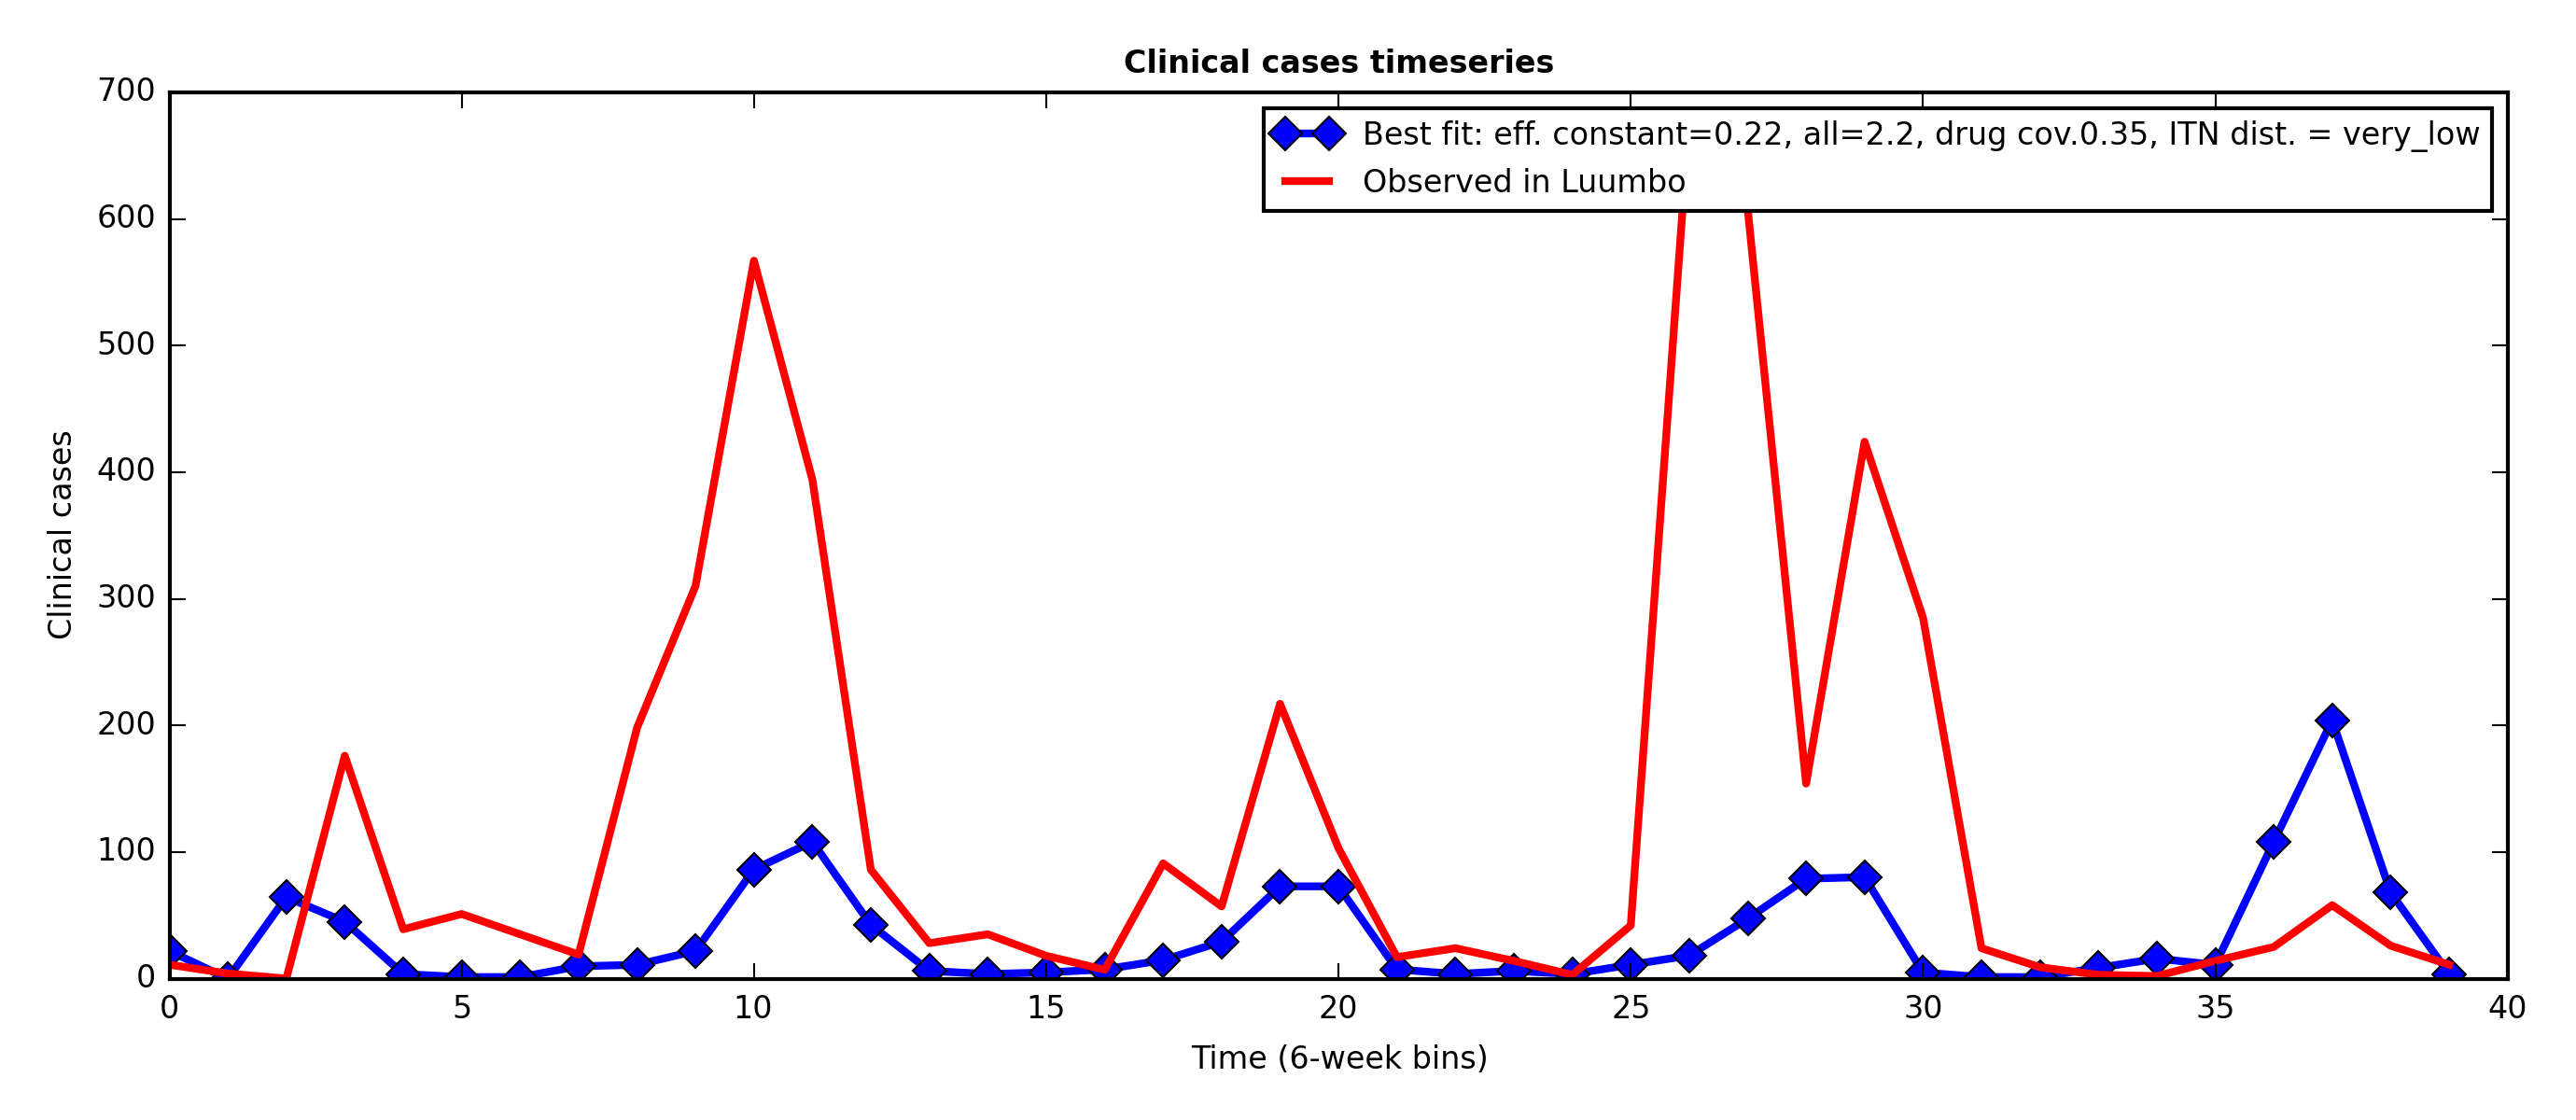 Clinical cases timeseries
700
600
500
400
300
200
100
0
Clinical cases
Best fit: eff. constant=0.22, all=2.2, drug cov.0.35, ITN dist. = very_low
Observed in Luumbo
0 5 10 15 20 25 30 35 40
Time (6-week bins)